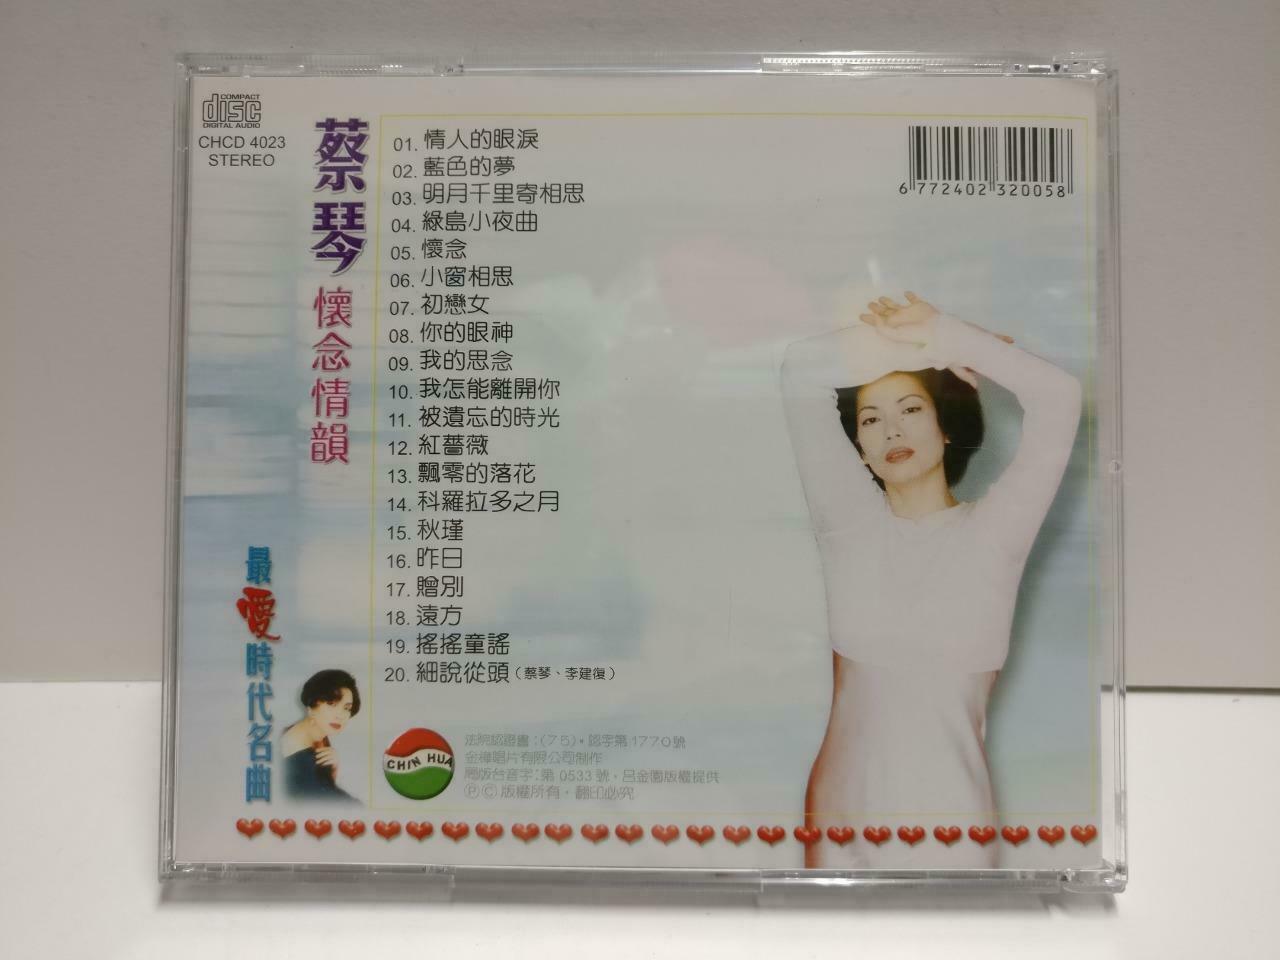 COMPACT
disc
DIGITAL AUDIO
CHCD 4023
STEREO
蔡琴
懷念情韻
最愛時代名曲
01. 情人的眼淚
02. 藍色的夢
03. 明月千里寄相思
04. 綠島小夜曲
05. 懷念
06. 小窗相思
07. 初戀女
08. 你的眼神
09. 我的思念
10. 我怎能離開你
11. 被遺忘的時光
12. 紅薔薇
13. 飄零的落花
14. 科羅拉多之月
15. 秋瑾
16. 昨日
17. 贈別
18. 遠方
19. 搖搖童謠
20. 細說從頭（蔡琴、李建復）
6 772402 320058
CHIN HUA
法院認證書：(75)•認字第1770號
金禪唱片有限公司制作
局版台音字：第 0533 號，呂金園版權提供
Ⓟ Ⓒ 版權所有，翻印必究